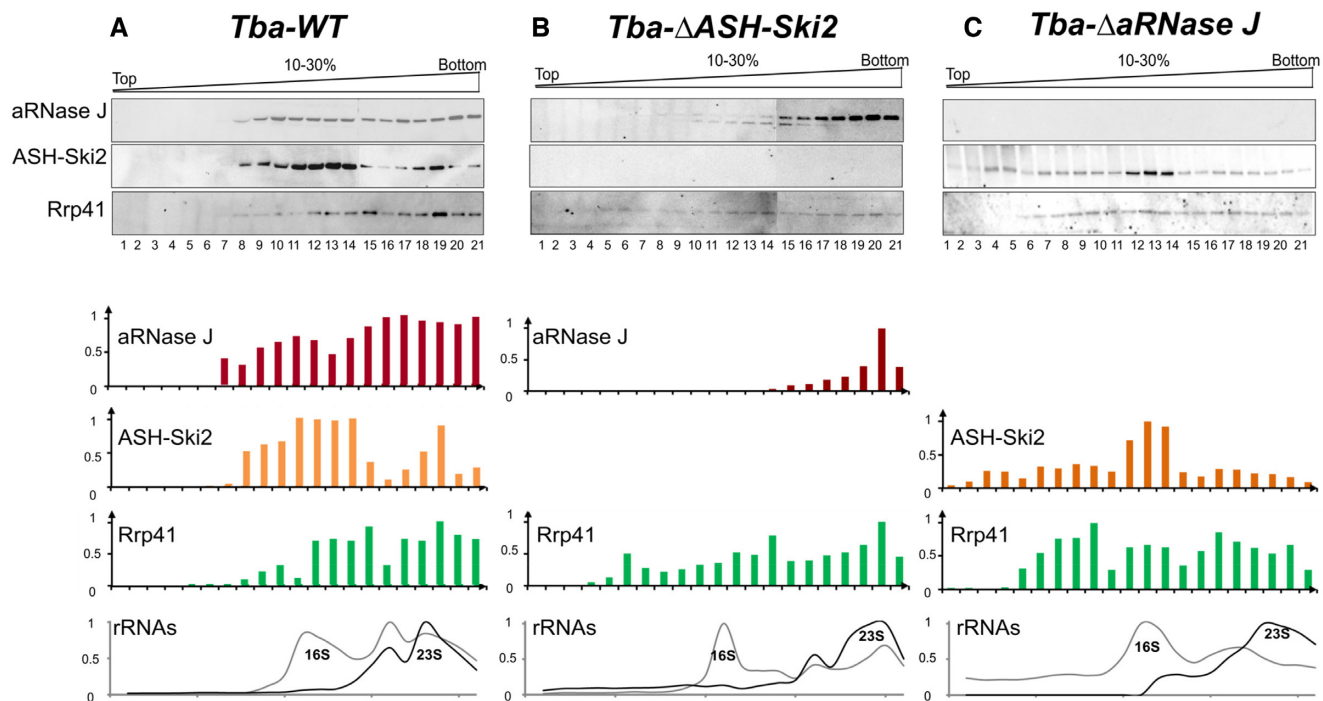 A Tba-WT
B Tba-ΔASH-Ski2
C Tba-ΔaRNase J
Top 10-30% Bottom
Top 10-30% Bottom
Top 10-30% Bottom
aRNase J
ASH-Ski2
Rrp41
1 2 3 4 5 6 7 8 9 10 11 12 13 14 15 16 17 18 19 20 21
1 2 3 4 5 6 7 8 9 10 11 12 13 14 15 16 17 18 19 20 21
1 2 3 4 5 6 7 8 9 10 11 12 13 14 15 16 17 18 19 20 21
1
0.5
0
aRNase J
1
0.5
0
aRNase J
1
0.5
0
ASH-Ski2
1
0.5
0
ASH-Ski2
1
0.5
0
Rrp41
1
0.5
0
Rrp41
1
0.5
0
Rrp41
1
0.5
0
rRNAs
16S
23S
1
0.5
0
rRNAs
16S
23S
1
0.5
0
rRNAs
16S
23S